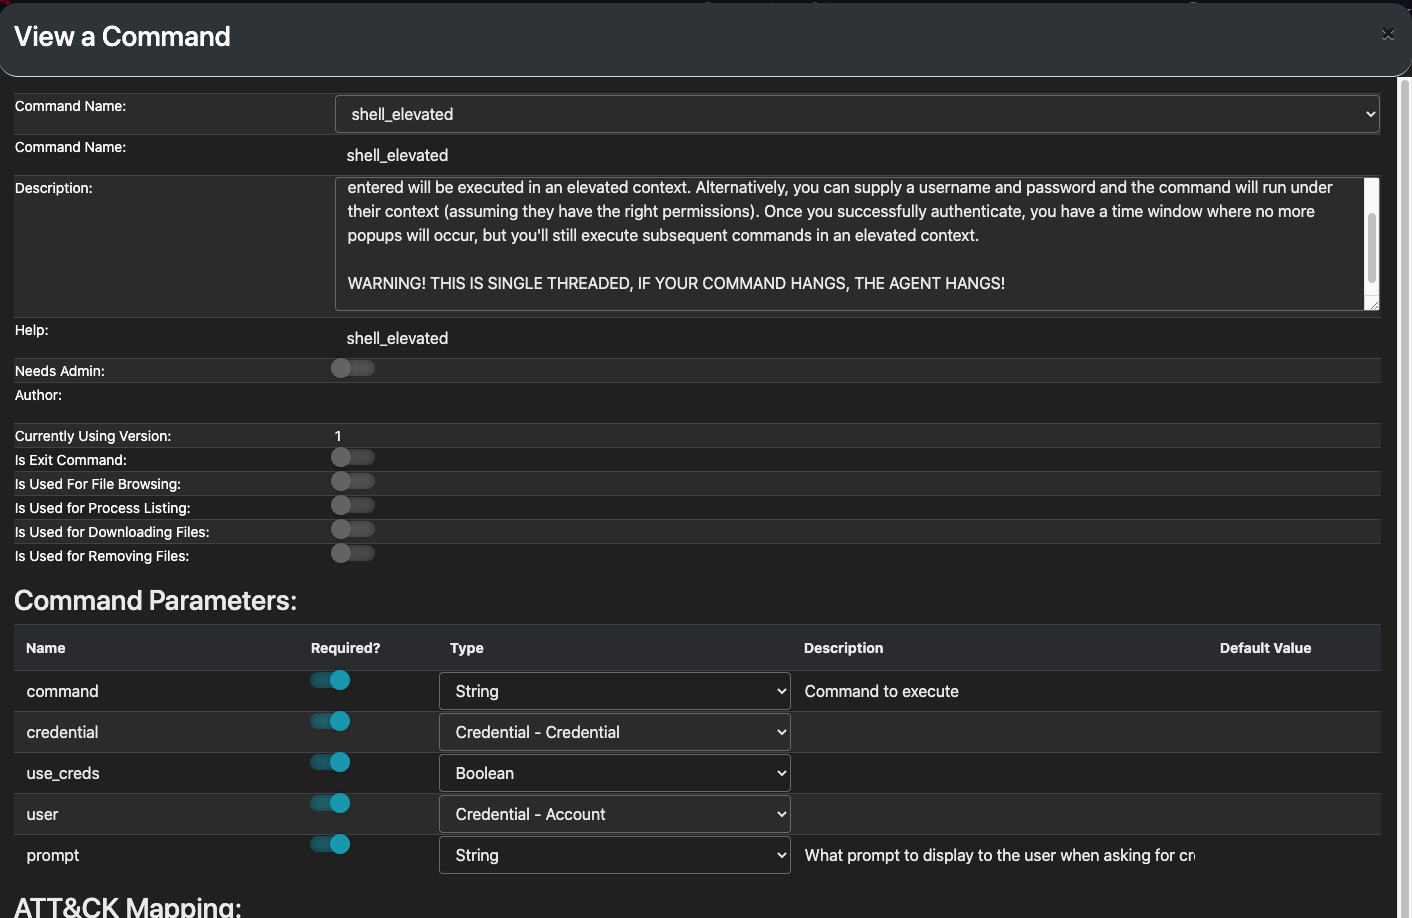 View a Command
×
Command Name:
shell_elevated
Command Name:
shell_elevated
Description:
entered will be executed in an elevated context. Alternatively, you can supply a username and password and the command will run under
their context (assuming they have the right permissions). Once you successfully authenticate, you have a time window where no more
popups will occur, but you'll still execute subsequent commands in an elevated context.
WARNING! THIS IS SINGLE THREADED, IF YOUR COMMAND HANGS, THE AGENT HANGS!
Help:
shell_elevated
Needs Admin:
Author:
Currently Using Version:
1
Is Exit Command:
Is Used For File Browsing:
Is Used for Process Listing:
Is Used for Downloading Files:
Is Used for Removing Files:
Command Parameters:
Name Required? Type Description Default Value
command String Command to execute
credential Credential - Credential
use_creds Boolean
user Credential - Account
prompt String What prompt to display to the user when asking for
ATT&CK Mapping: